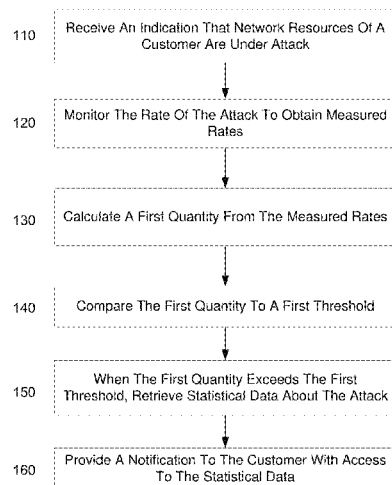 110
Receive An Indication That Network Resources Of A
Customer Are Under Attack
120
Monitor The Rate Of The Attack To Obtain Measured
Rates
130
Calculate A First Quantity From The Measured Rates
140
Compare The First Quantity To A First Threshold
150
When The First Quantity Exceeds The First
Threshold, Retrieve Statistical Data About The Attack
160
Provide A Notification To The Customer With Access
To The Statistical Data